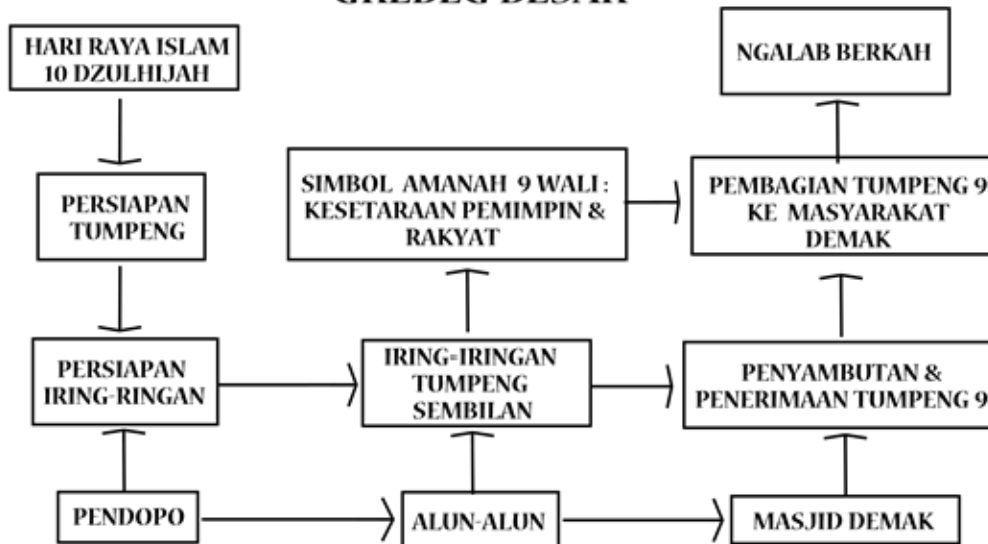 HARI RAYA ISLAM
10 DZULHIJAH
NGALAB BERKAH
PERSIAPAN
TUMPENG
SIMBOL AMANAH 9 WALI :
KESETARAAN PEMIMPIN &
RAKYAT
PEMBAGIAN TUMPENG 9
KE MASYARAKAT
DEMAK
PERSIAPAN
IRING-RINGAN
IRING=IRINGAN
TUMPENG
SEMBILAN
PENYAMBUTAN &
PENERIMAAN TUMPENG 9
PENDOPO
ALUN-ALUN
MASJID DEMAK